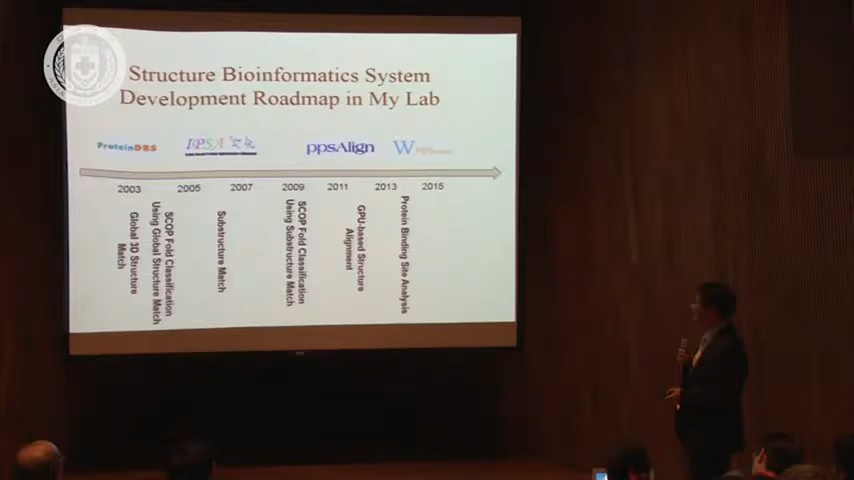 Structure Bioinformatics System
Development Roadmap in My Lab
ProteinDBS
IPSA
ppsAlign
W
2003
2005
2007
2009
2011
2013
2015
Global 3D Structure
Match
SCOP Fold Classification
Using Global Structure Match
Substructure Match
SCOP Fold Classification
Using Substructure Match
GPU-based Structure
Alignment
Protein Binding Site Analysis